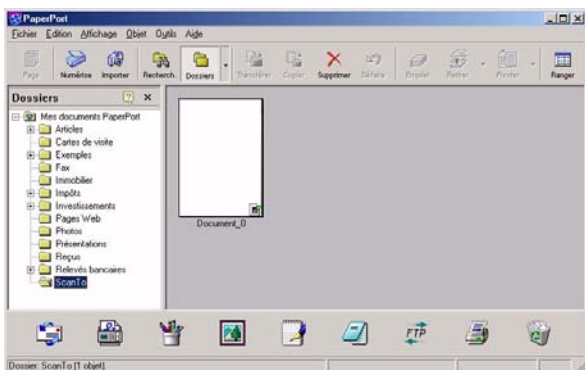 PaperPort
Fichier Edition Affichage Objet Outils Aide
Page Numérise Importer Recherch. Dossiers Transférer Copier Supprimer Défaire Empiler Retirer Pivoter Ranger
Dossiers
Mes documents PaperPort
Articles
Cartes de visite
Exemples
Fax
Immobilier
Impôts
Investissements
Pages Web
Photos
Présentations
Reçus
Relevés bancaires
ScanTo
Document_0
FTP
Dossier: ScanTo (1 objet)